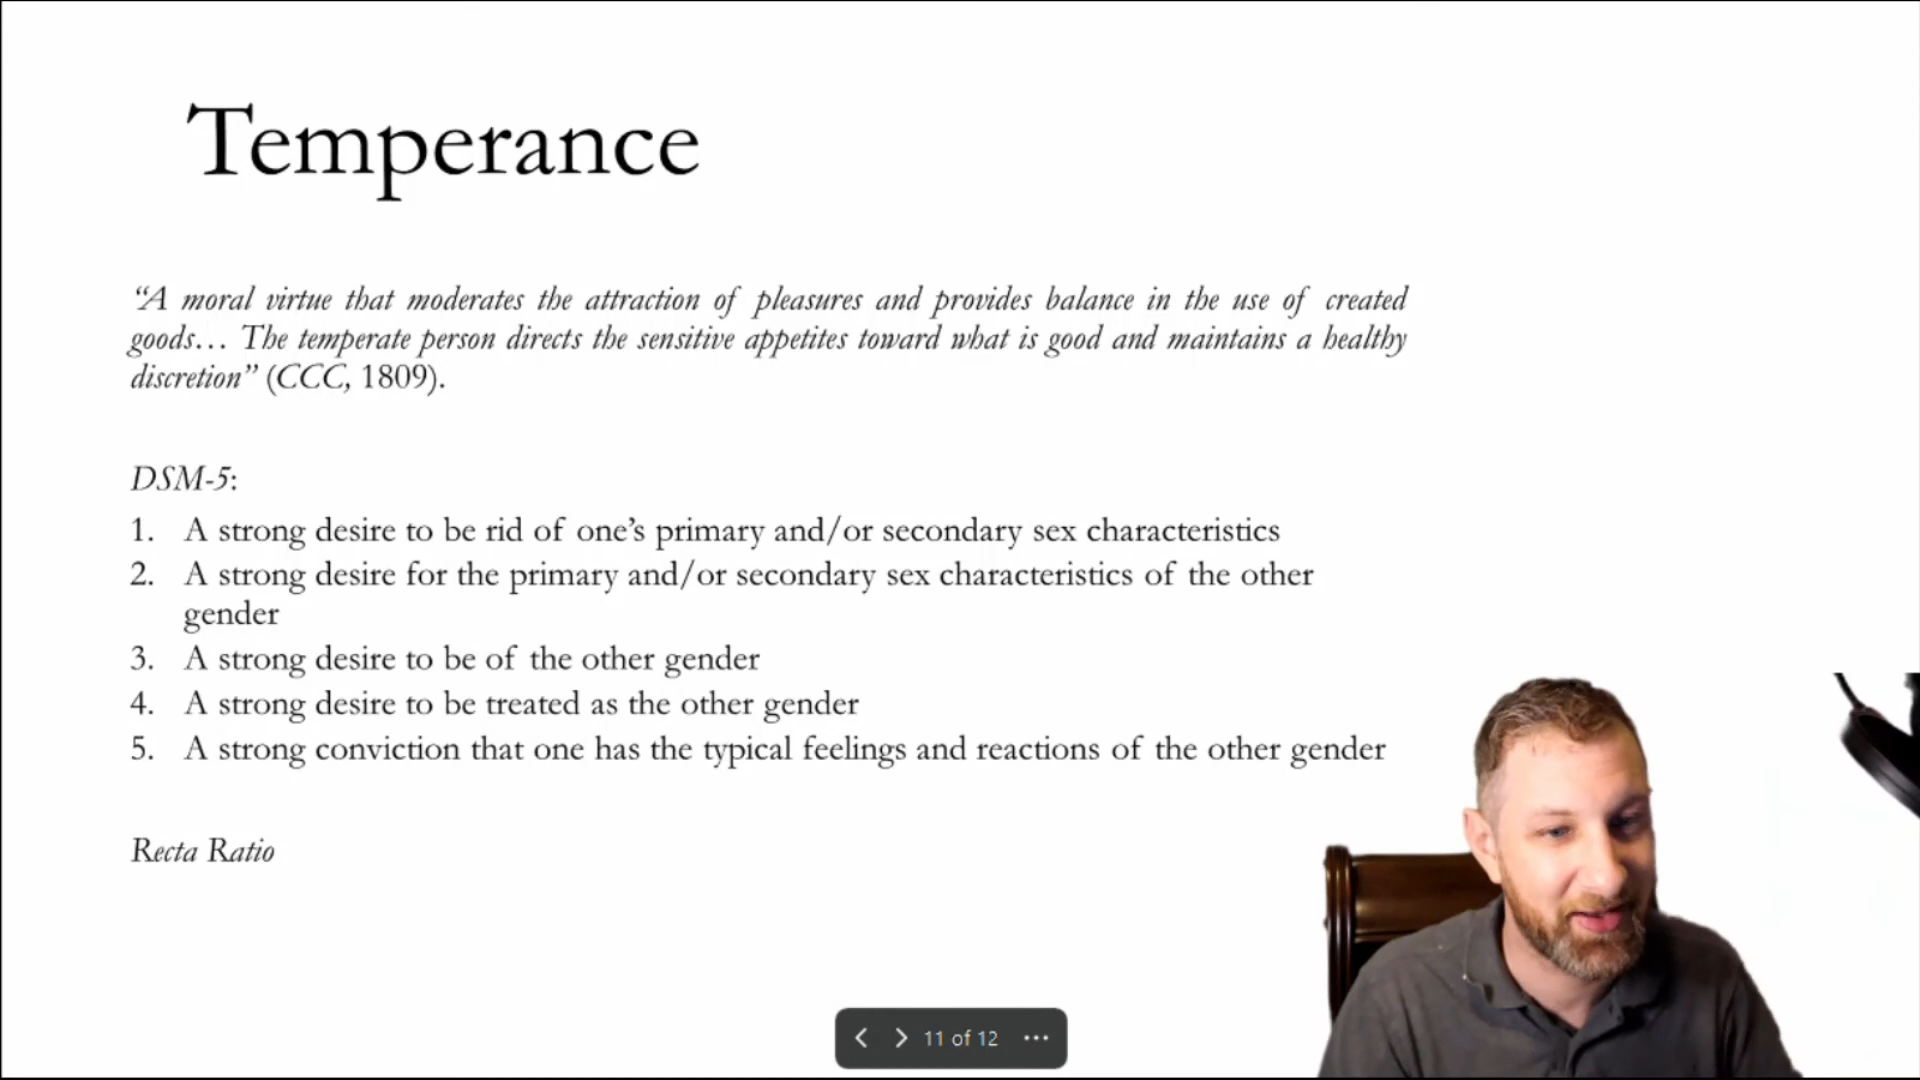 Temperance
“A moral virtue that moderates the attraction of pleasures and provides balance in the use of created
goods… The temperate person directs the sensitive appetites toward what is good and maintains a healthy
discretion” (CCC, 1809).
DSM-5:
1. A strong desire to be rid of one’s primary and/or secondary sex characteristics
2. A strong desire for the primary and/or secondary sex characteristics of the other
gender
3. A strong desire to be of the other gender
4. A strong desire to be treated as the other gender
5. A strong conviction that one has the typical feelings and reactions of the other gender
Recta Ratio
11 of 12